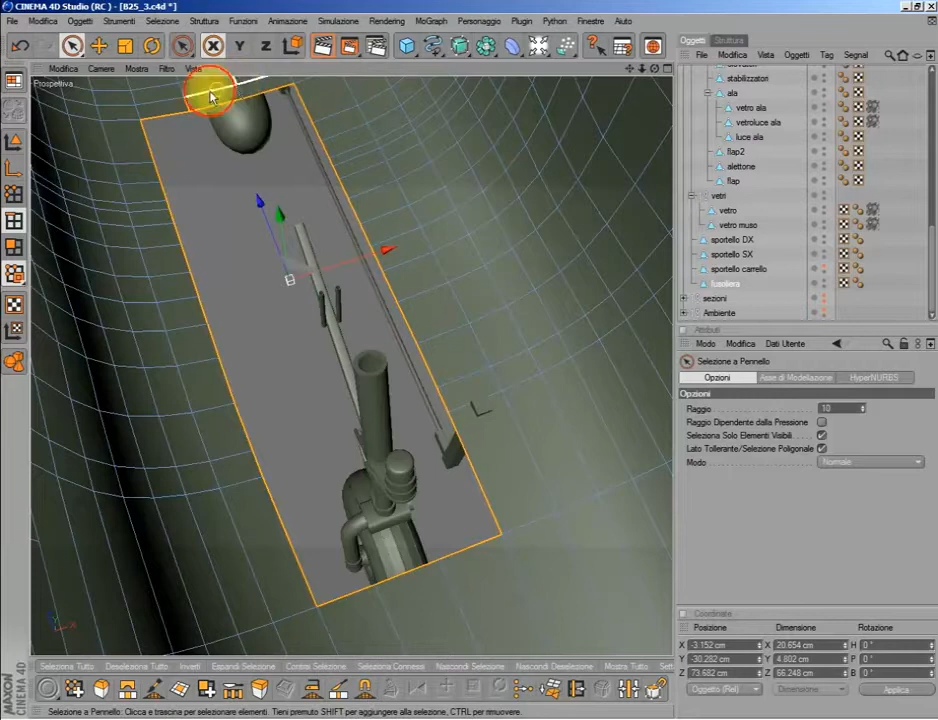 CINEMA 4D Studio (RC) - [B25_3.c4d *]
File Modifica Oggetti Strumenti Selezione Struttura Funzioni Animazione Simulazione Rendering MoGraph Personaggio Plugin Python Finestre Aiuto
Oggetti Struttura
Modifica Camere Mostra Filtro Vista
File Modifica Vista Oggetti Tag Segnal
Prospettiva
stabilizzatori
ala
vetro ala
vetroluce ala
luce ala
flap2
alettone
flap
vetri
vetro
vetro muso
sportello DX
sportello SX
sportello carrello
fusoliera
sezioni
Ambiente
Attributi
Modo Modifica Dati Utente
Selezione a Pennello
Opzioni Asse di Modellazione HyperNURBS
Opzioni
Raggio 10
Raggio Dipendente dalla Pressione
Seleziona Solo Elementi Visibili
Lato Tollerante/Selezione Poligonale
Modo Normale
Coordinate
Posizione Dimensione Rotazione
X -3.152 cm X 20.654 cm H 0 °
Y -30.282 cm Y 4.802 cm P 0 °
Z 73.682 cm Z 66.248 cm B 0 °
Oggetto (Rel) Dimensione Applica
Seleziona Tutto Deseleziona Tutto Inverti Espandi Selezione Contrai Selezione Seleziona Connessi Nascondi Selezione Nascondi Deselezione Mostra Tutto
MAXON
CINEMA 4D
Selezione a Pennello: Clicca e trascina per selezionare elementi. Tieni premuto SHIFT per aggiungere alla selezione, CTRL per rimuovere.